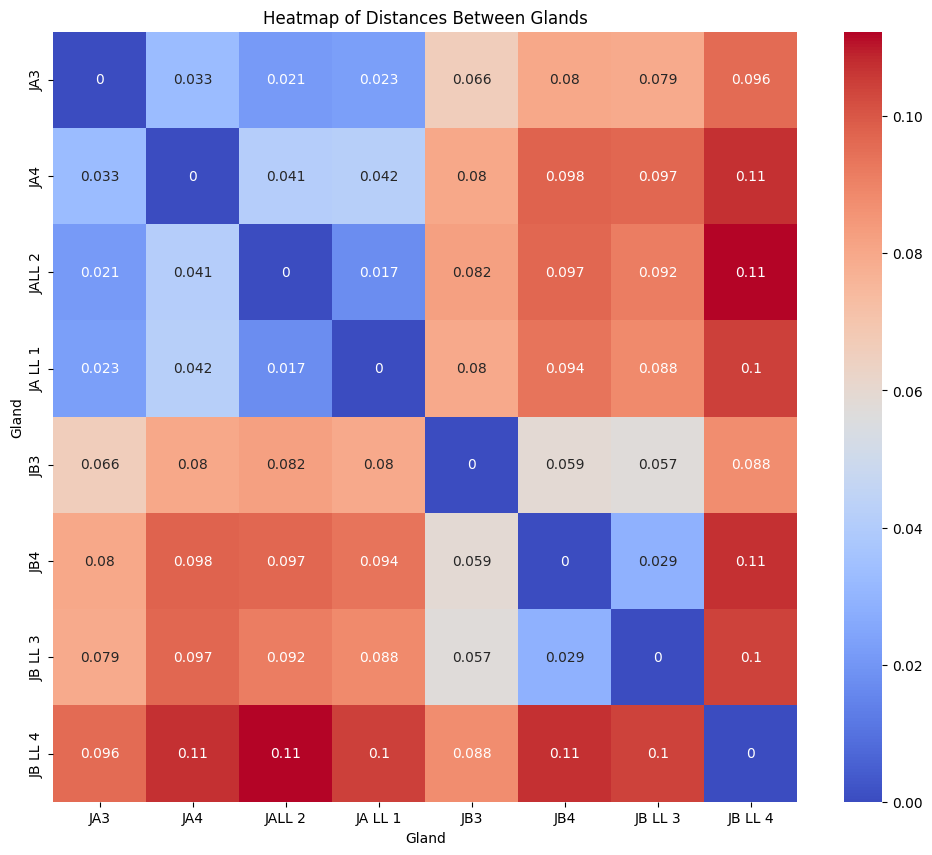 Heatmap of Distances Between Glands
JA3 0 0.033 0.021 0.023 0.066 0.08 0.079 0.096
JA4 0.033 0 0.041 0.042 0.08 0.098 0.097 0.11
JALL 2 0.021 0.041 0 0.017 0.082 0.097 0.092 0.11
JA LL 1 0.023 0.042 0.017 0 0.08 0.094 0.088 0.1
JB3 0.066 0.08 0.082 0.08 0 0.059 0.057 0.088
JB4 0.08 0.098 0.097 0.094 0.059 0 0.029 0.11
JB LL 3 0.079 0.097 0.092 0.088 0.057 0.029 0 0.1
JB LL 4 0.096 0.11 0.11 0.1 0.088 0.11 0.1 0
JA3 JA4 JALL 2 JA LL 1 JB3 JB4 JB LL 3 JB LL 4
Gland
Gland
0.10
0.08
0.06
0.04
0.02
0.00